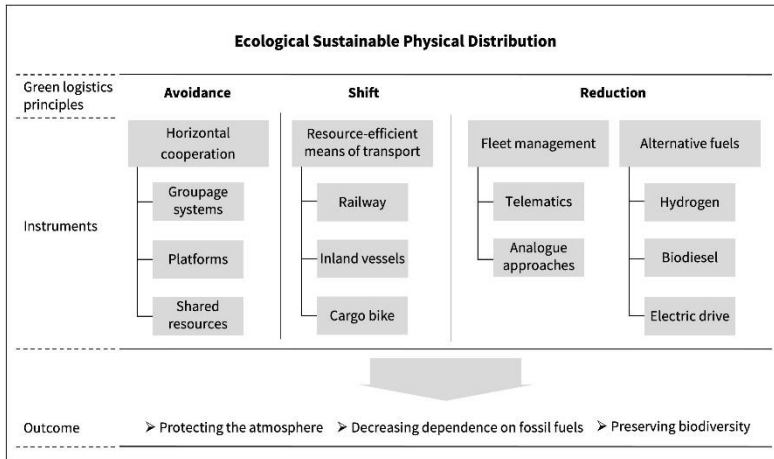 Ecological Sustainable Physical Distribution
Green logistics
principles
Avoidance
Shift
Reduction
Instruments
Horizontal
cooperation
Groupage
systems
Platforms
Shared
resources
Resource-efficient
means of transport
Railway
Inland vessels
Cargo bike
Fleet management
Telematics
Analogue
approaches
Alternative fuels
Hydrogen
Biodiesel
Electric drive
Outcome
➢ Protecting the atmosphere ➢ Decreasing dependence on fossil fuels ➢ Preserving biodiversity